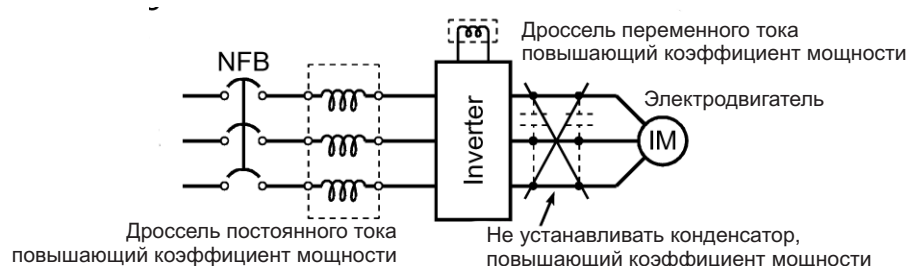 Дроссель переменного тока
повышающий коэффициент мощности
NFB
Электродвигатель
Inverter
IM
Дроссель постоянного тока
повышающий коэффициент мощности
Не устанавливать конденсатор,
повышающий коэффициент мощности